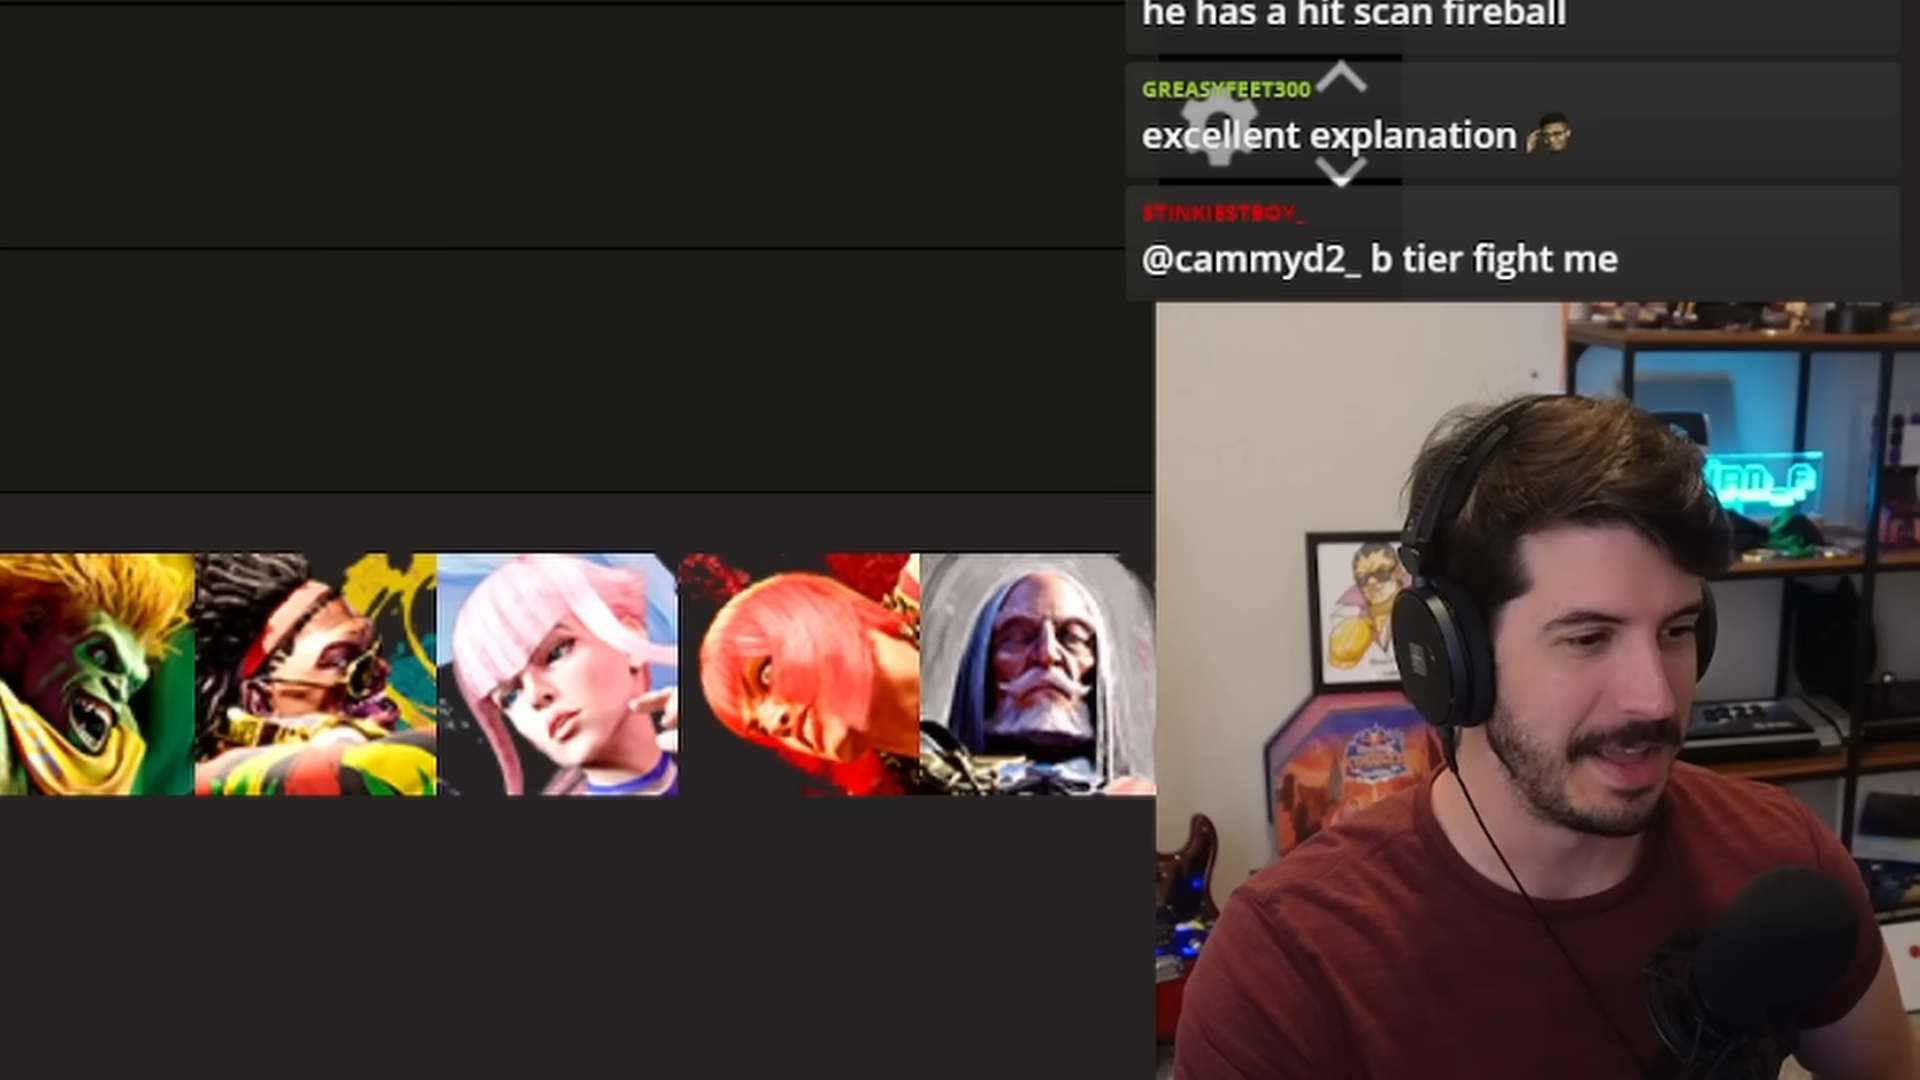 he has a hit scan fireball
GREASYFEET300
excellent explanation
STINKIESTBOY_
@cammyd2_ b tier fight me